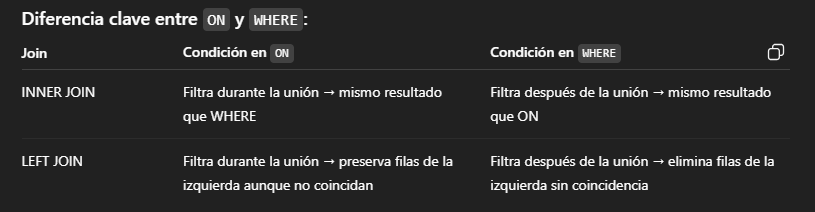 Diferencia clave entre ON y WHERE:
Join Condición en ON Condición en WHERE
INNER JOIN Filtra durante la unión → mismo resultado que WHERE Filtra después de la unión → mismo resultado que ON
LEFT JOIN Filtra durante la unión → preserva filas de la izquierda aunque no coincidan Filtra después de la unión → elimina filas de la izquierda sin coincidencia